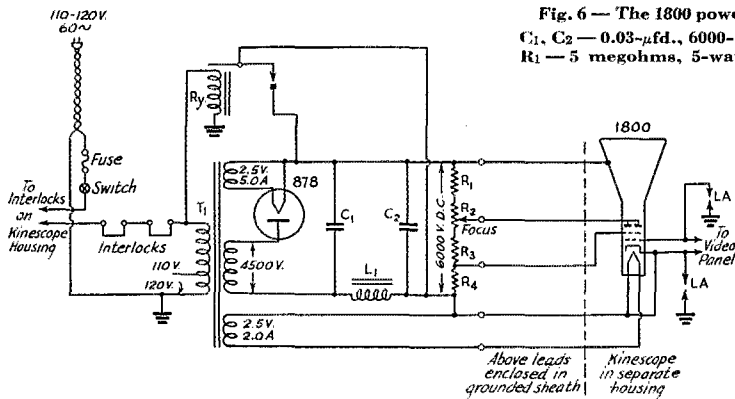 110-120V.
60~
Fig. 6 — The 1800 powe
C1, C2 — 0.03-μfd., 6000-
R1 — 5 megohms, 5-wa
Ry
1800
Fuse
Switch
To
Interlocks
on
Kinescope
Housing
Interlocks
T1
2.5V.
5.0A
878
C1
C2
6000 V. D.C.
R1
R2
Focus
R3
R4
LA
To
Video
Panel
LA
110V.
120V.
4500V.
L1
2.5V.
2.0A
Above leads
enclosed in
grounded sheath
Kinescope
in separate
housing